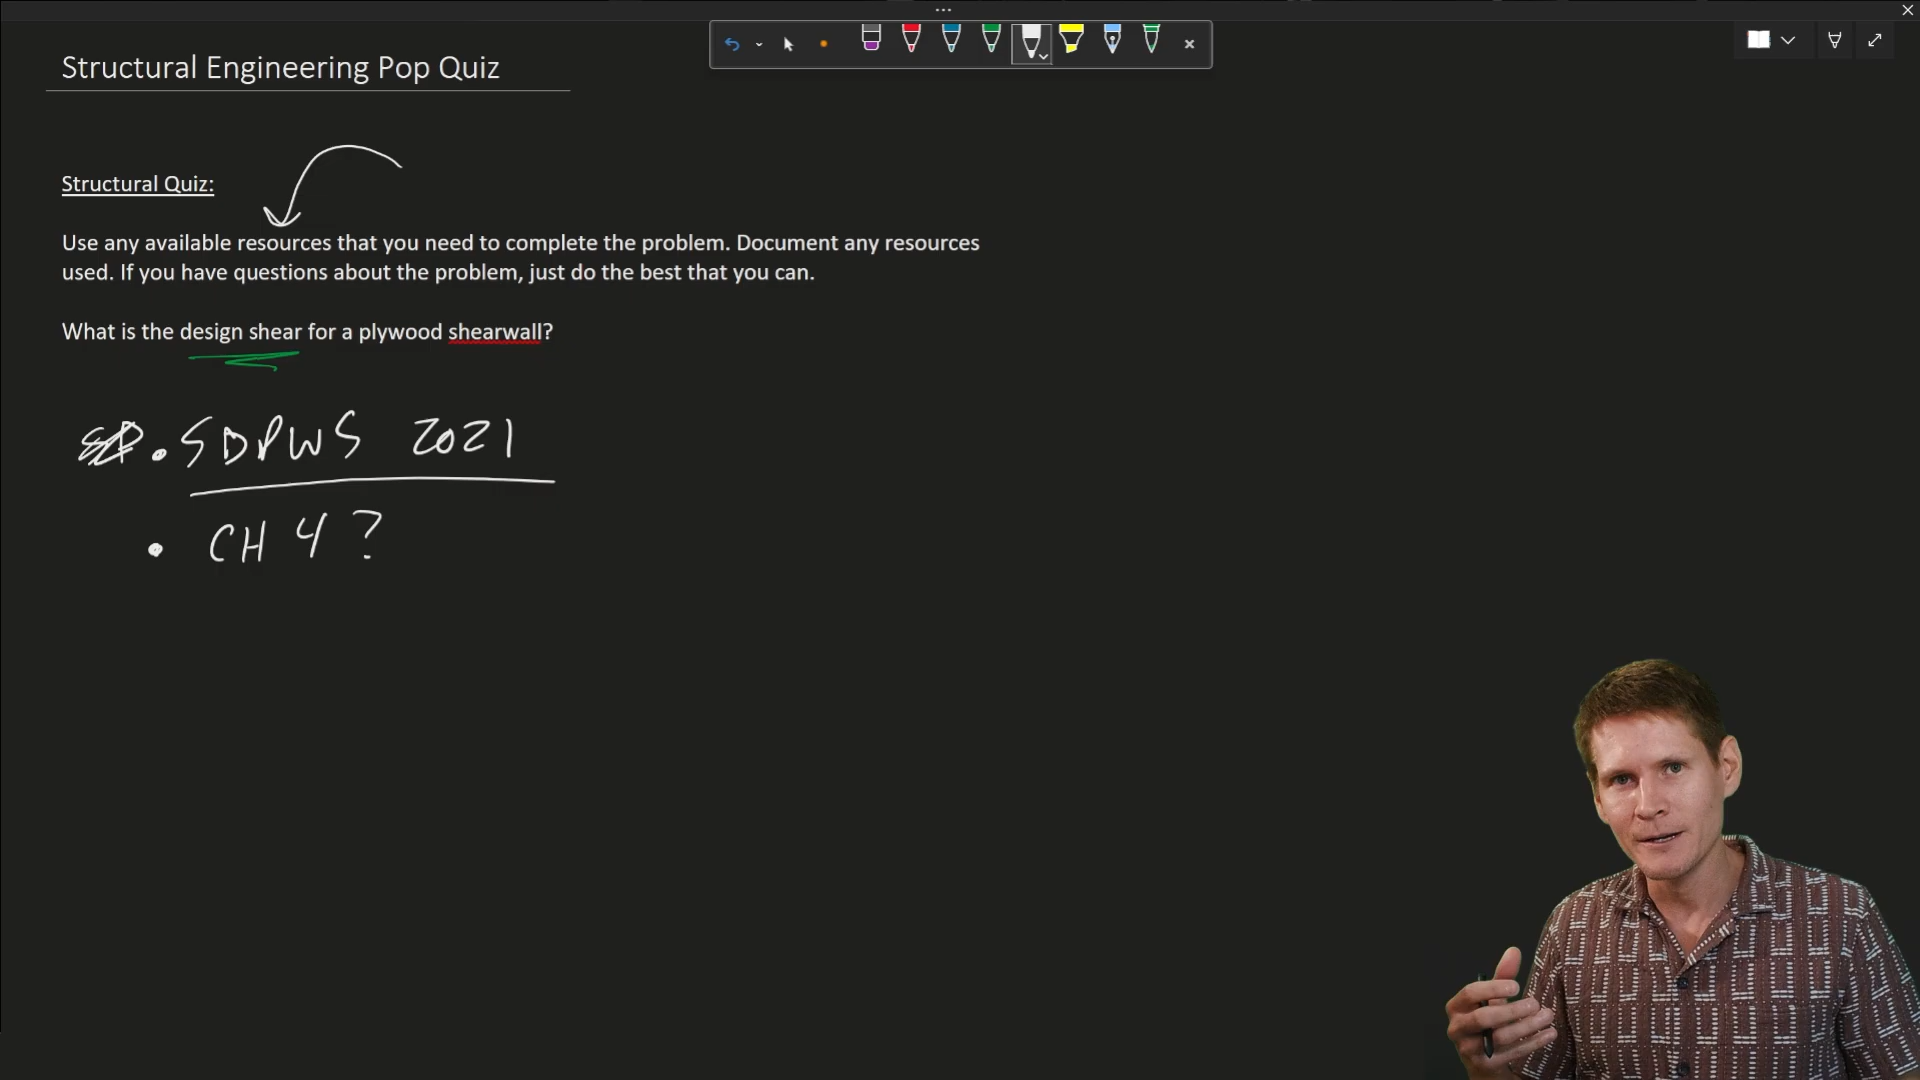 Structural Engineering Pop Quiz
Structural Quiz:
Use any available resources that you need to complete the problem. Document any resources
used. If you have questions about the problem, just do the best that you can.
What is the design shear for a plywood shearwall?
• SDPWS 2021
• CH 4 ?